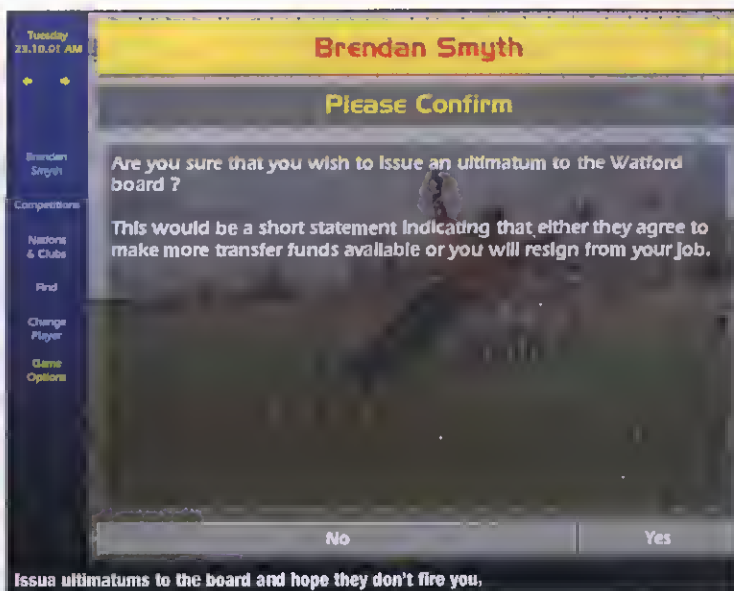 Tuesday
23.10.01 AM
Brendan Smyth
Please Confirm
Brendan
Smyth
Competitions
Nations
& Clubs
Find
Change
Player
Game
Options
Are you sure that you wish to issue an ultimatum to the Watford
board ?
This would be a short statement indicating that either they agree to
make more transfer funds available or you will resign from your job.
No
Yes
Issue ultimatums to the board and hope they don't fire you,